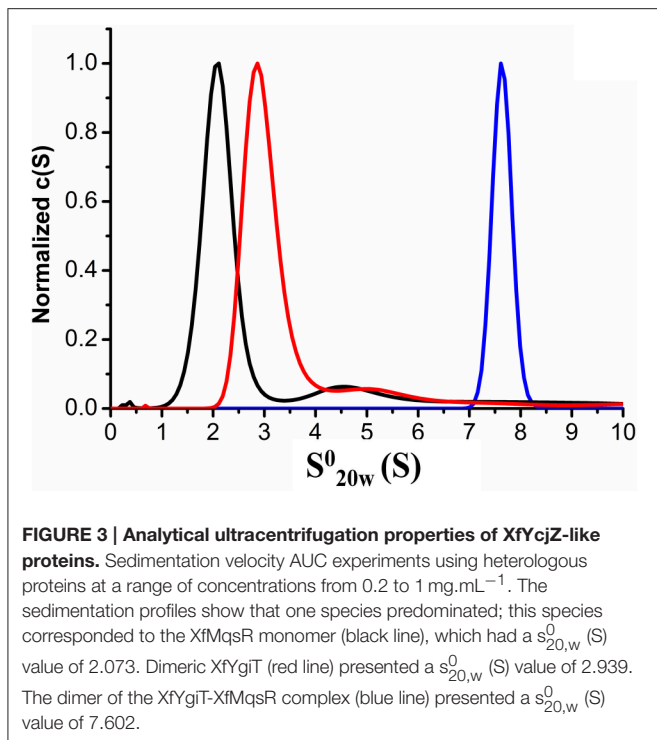 1.0
0.8
0.6
0.4
0.2
0.0
Normalized c(S)
0 1 2 3 4 5 6 7 8 9 10
S⁰₂₀w (S)
FIGURE 3 | Analytical ultracentrifugation properties of XfYcjZ-like
proteins. Sedimentation velocity AUC experiments using heterologous
proteins at a range of concentrations from 0.2 to 1 mg.mL⁻¹. The
sedimentation profiles show that one species predominated; this species
corresponded to the XfMqsR monomer (black line), which had a s⁰₂₀,w (S)
value of 2.073. Dimeric XfYgiT (red line) presented a s⁰₂₀,w (S) value of 2.939.
The dimer of the XfYgiT-XfMqsR complex (blue line) presented a s⁰₂₀,w (S)
value of 7.602.